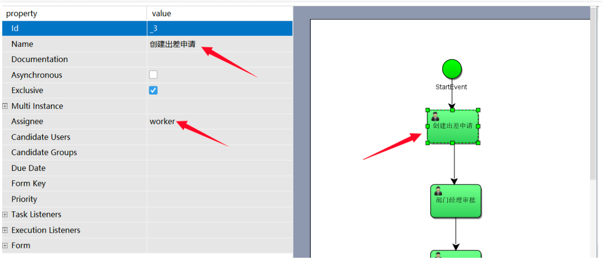 property value
Id _3
Name 创建出差申请
Documentation
Asynchronous
Exclusive
Multi Instance
Assignee worker
Candidate Users
Candidate Groups
Due Date
Form Key
Priority
Task Listeners
Execution Listeners
Form
StartEvent
创建出差申请
部门经理审批